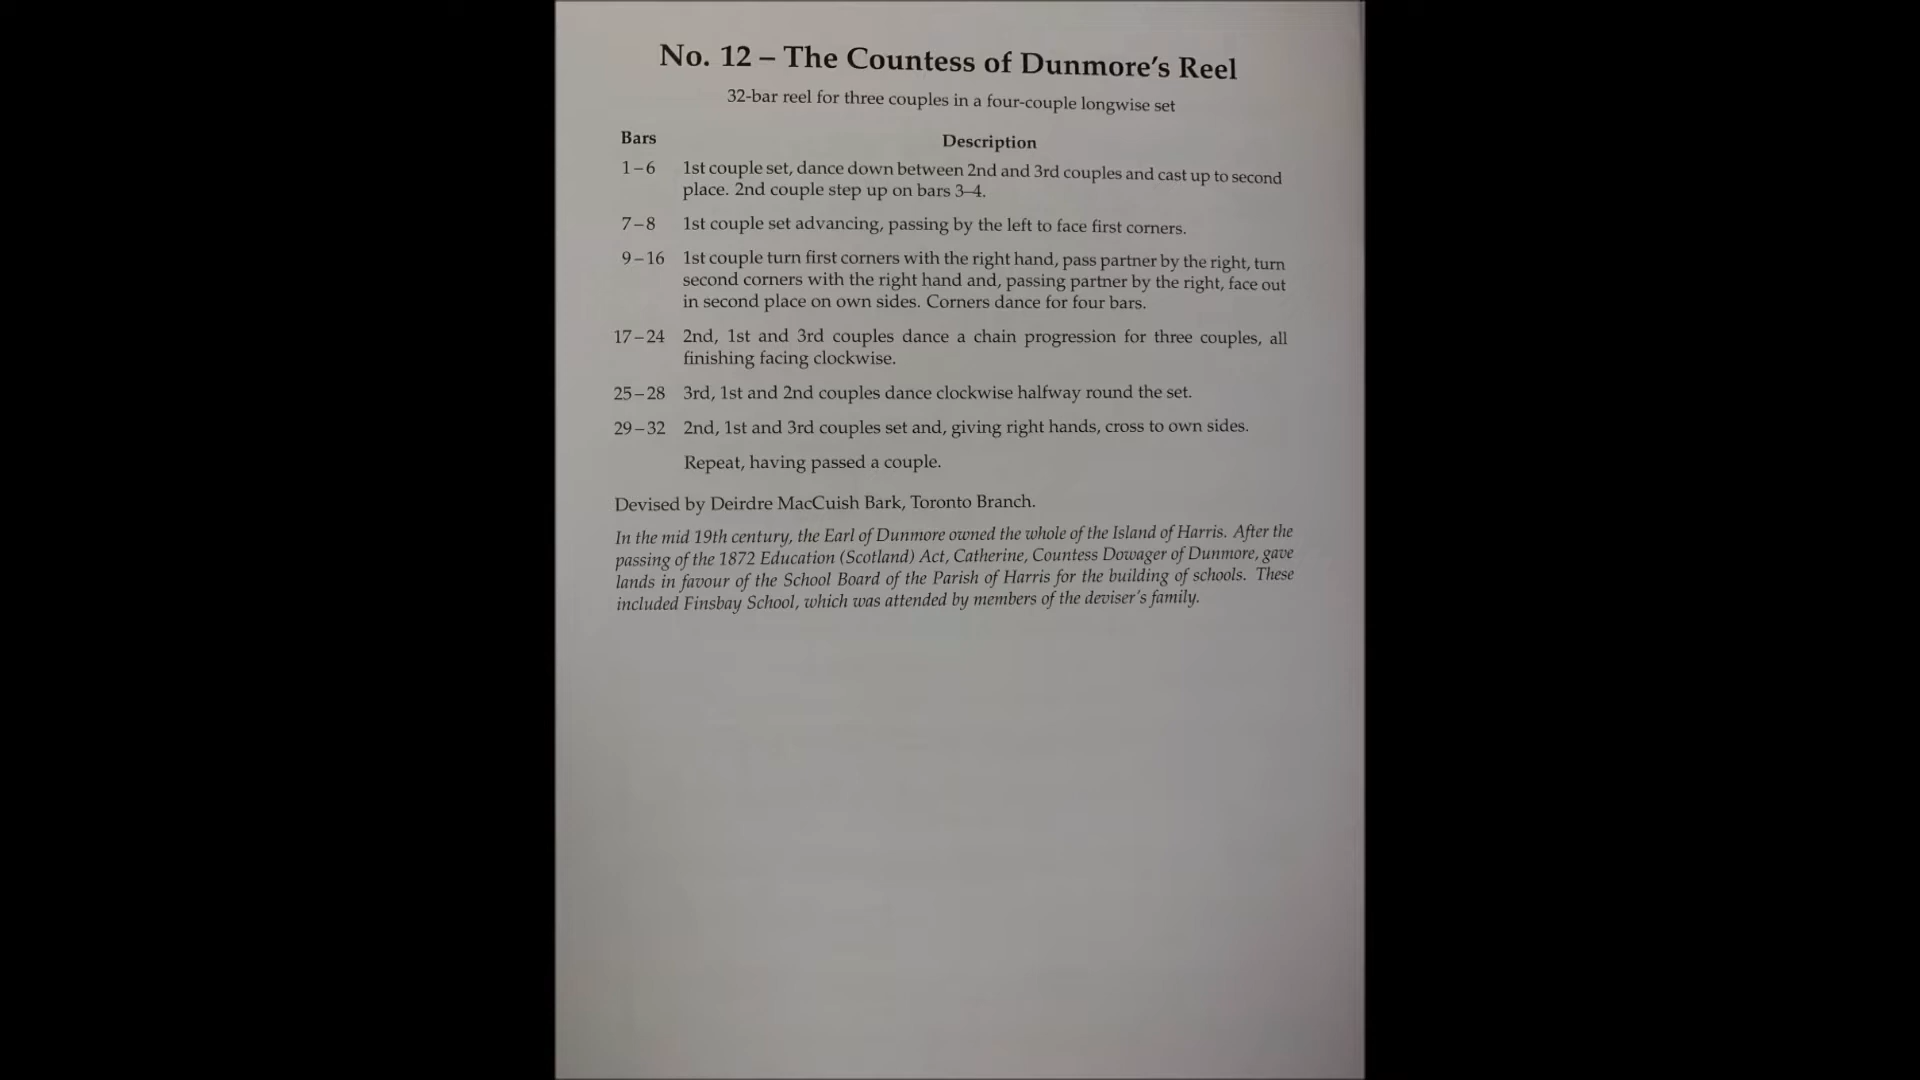 No. 12 – The Countess of Dunmore's Reel
32-bar reel for three couples in a four-couple longwise set
Bars Description
1–6 1st couple set, dance down between 2nd and 3rd couples and cast up to second
place. 2nd couple step up on bars 3–4.
7–8 1st couple set advancing, passing by the left to face first corners.
9–16 1st couple turn first corners with the right hand, pass partner by the right, turn
second corners with the right hand and, passing partner by the right, face out
in second place on own sides. Corners dance for four bars.
17–24 2nd, 1st and 3rd couples dance a chain progression for three couples, all
finishing facing clockwise.
25–28 3rd, 1st and 2nd couples dance clockwise halfway round the set.
29–32 2nd, 1st and 3rd couples set and, giving right hands, cross to own sides.
Repeat, having passed a couple.
Devised by Deirdre MacCuish Bark, Toronto Branch.
In the mid 19th century, the Earl of Dunmore owned the whole of the Island of Harris. After the
passing of the 1872 Education (Scotland) Act, Catherine, Countess Dowager of Dunmore, gave
lands in favour of the School Board of the Parish of Harris for the building of schools. These
included Finsbay School, which was attended by members of the deviser's family.